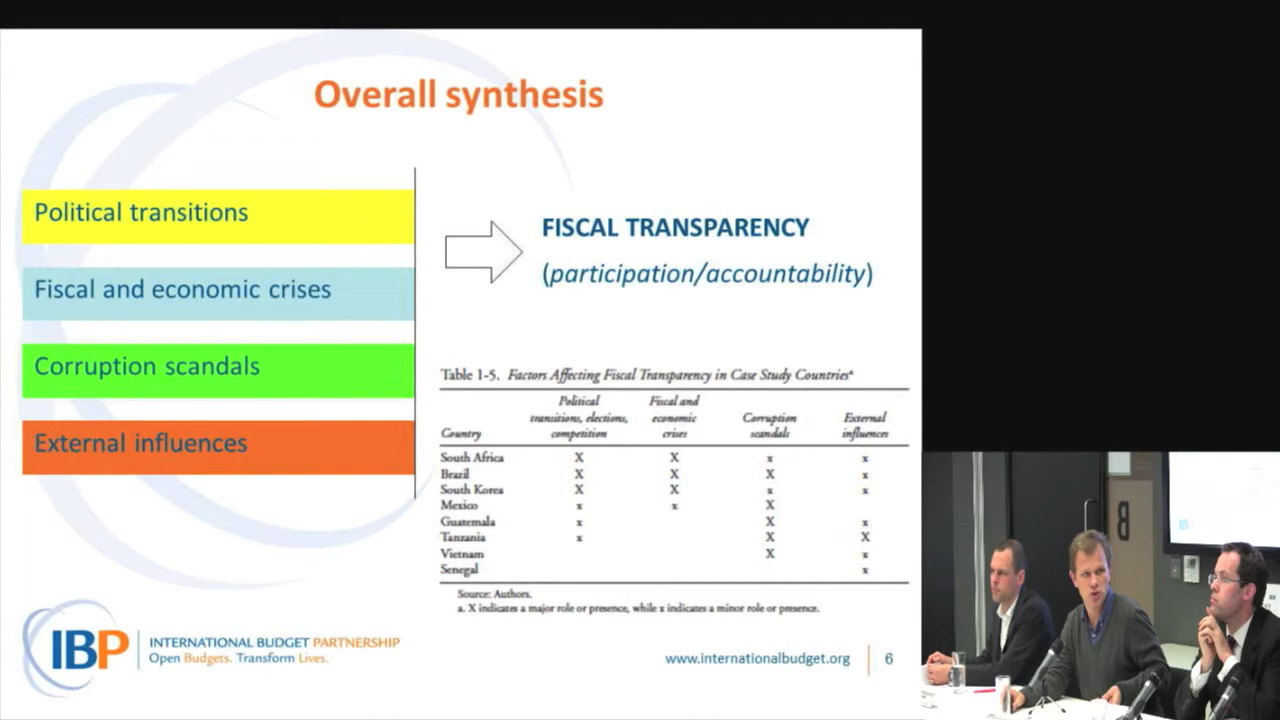 Overall synthesis
Political transitions
Fiscal and economic crises
Corruption scandals
External influences
FISCAL TRANSPARENCY
(participation/accountability)
Table 1-5. Factors Affecting Fiscal Transparency in Case Study Countriesª
Country Political transitions, elections, competition Fiscal and economic crises Corruption scandals External influences
South Africa X X x x
Brazil X X X x
South Korea X X x x
Mexico x x X
Guatemala x X x
Tanzania x X X
Vietnam X x
Senegal x
Source: Authors.
a. X indicates a major role or presence, while x indicates a minor role or presence.
IBP INTERNATIONAL BUDGET PARTNERSHIP
Open Budgets. Transform Lives.
www.internationalbudget.org 6
B
IB